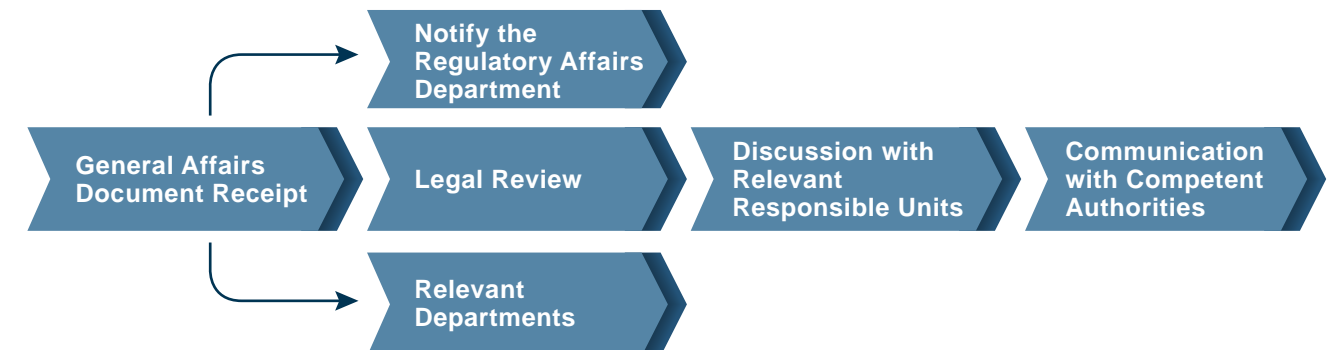 Notify the
Regulatory Affairs
Department
General Affairs
Document Receipt
Legal Review
Discussion with
Relevant
Responsible Units
Communication
with Competent
Authorities
Relevant
Departments